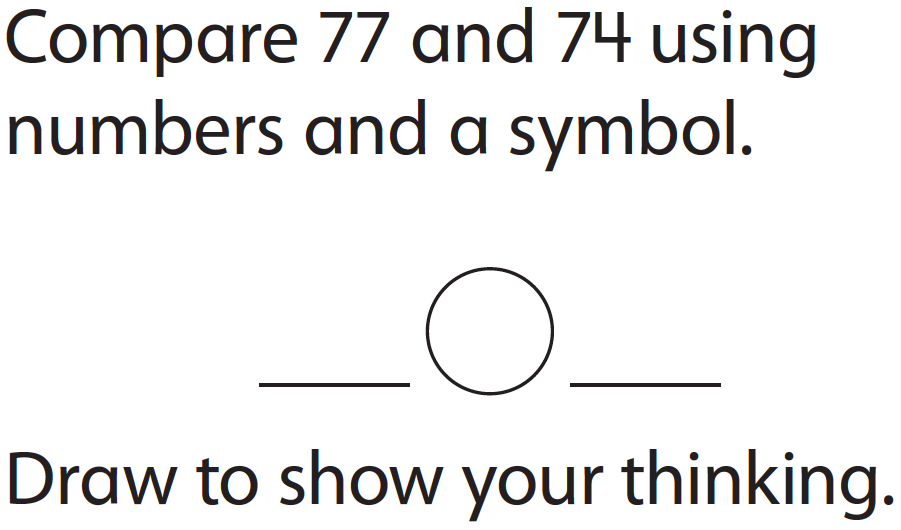 Compare 77 and 74 using
numbers and a symbol.
Draw to show your thinking.